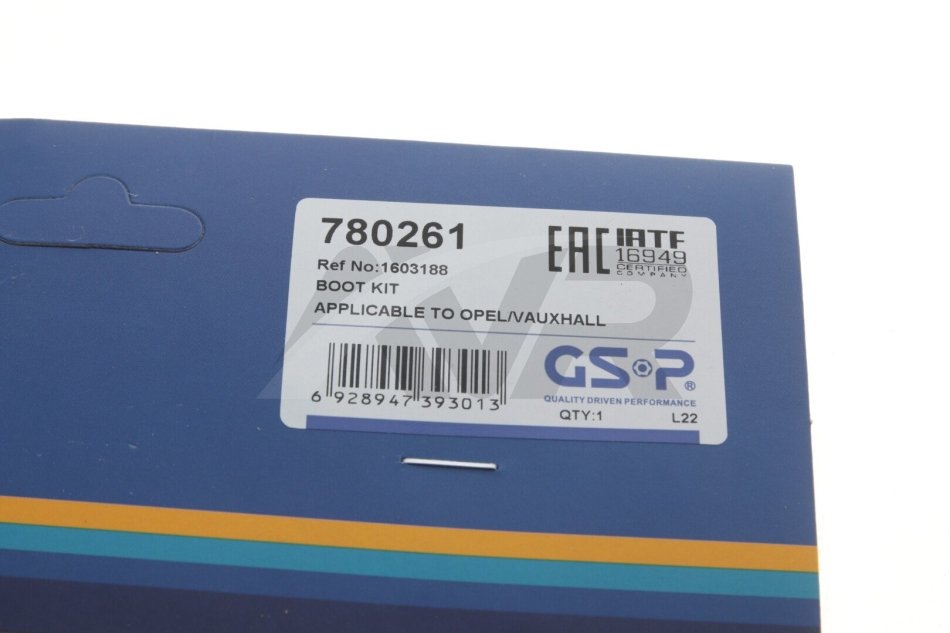 780261
Ref No:1603188
BOOT KIT
APPLICABLE TO OPEL/VAUXHALL
EAC
IATF
16949
CERTIFIED
COMPANY
6 928947 393013
GSP®
QUALITY DRIVEN PERFORMANCE
QTY:1
L22
AVR